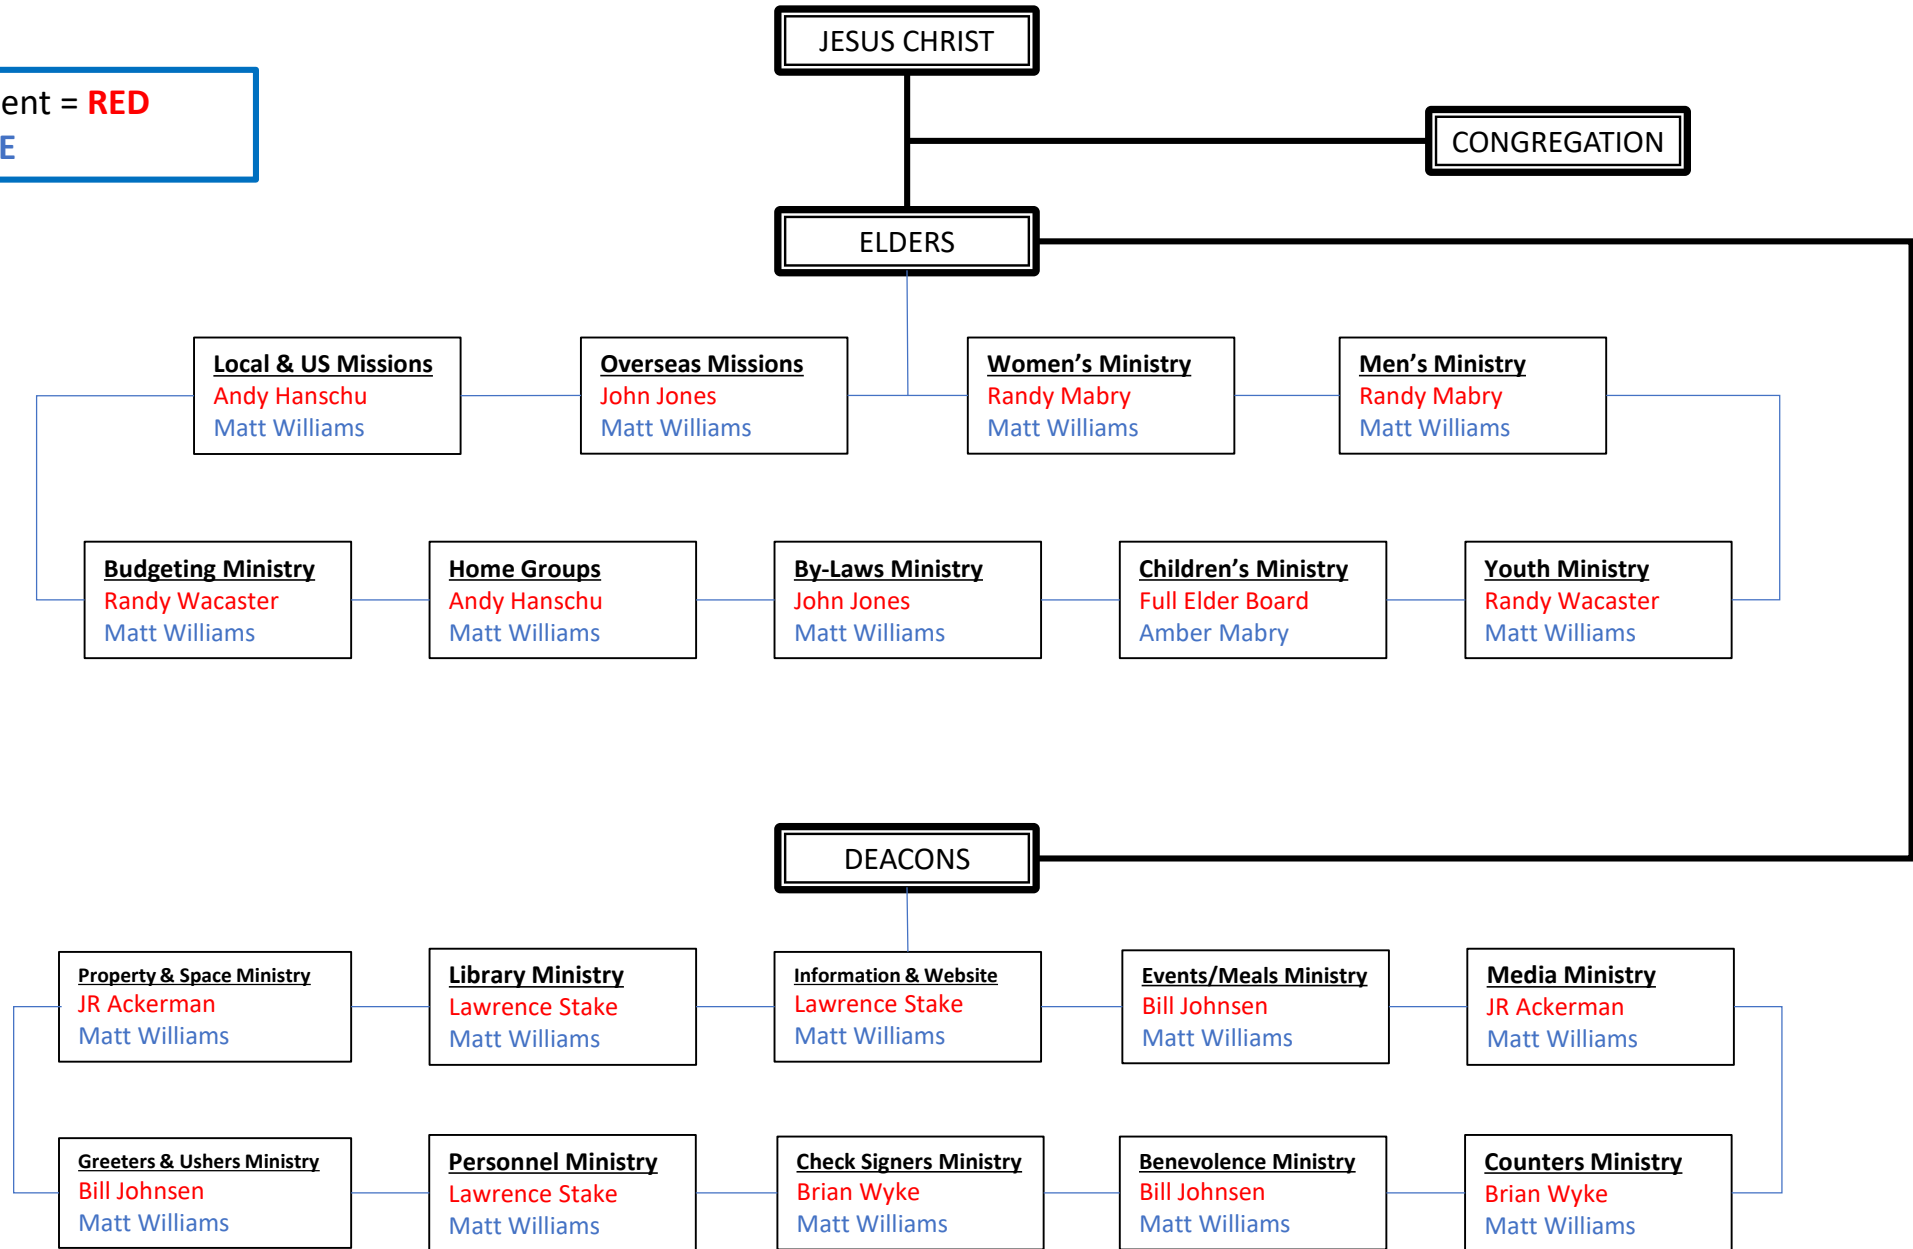 JESUS CHRIST
ent = RED
E
CONGREGATION
ELDERS
Local & US Missions
Andy Hanschu
Matt Williams
Overseas Missions
John Jones
Matt Williams
Women’s Ministry
Randy Mabry
Matt Williams
Men’s Ministry
Randy Mabry
Matt Williams
Budgeting Ministry
Randy Wacaster
Matt Williams
Home Groups
Andy Hanschu
Matt Williams
By-Laws Ministry
John Jones
Matt Williams
Children’s Ministry
Full Elder Board
Amber Mabry
Youth Ministry
Randy Wacaster
Matt Williams
DEACONS
Property & Space Ministry
JR Ackerman
Matt Williams
Library Ministry
Lawrence Stake
Matt Williams
Information & Website
Lawrence Stake
Matt Williams
Events/Meals Ministry
Bill Johnsen
Matt Williams
Media Ministry
JR Ackerman
Matt Williams
Greeters & Ushers Ministry
Bill Johnsen
Matt Williams
Personnel Ministry
Lawrence Stake
Matt Williams
Check Signers Ministry
Brian Wyke
Matt Williams
Benevolence Ministry
Bill Johnsen
Matt Williams
Counters Ministry
Brian Wyke
Matt Williams